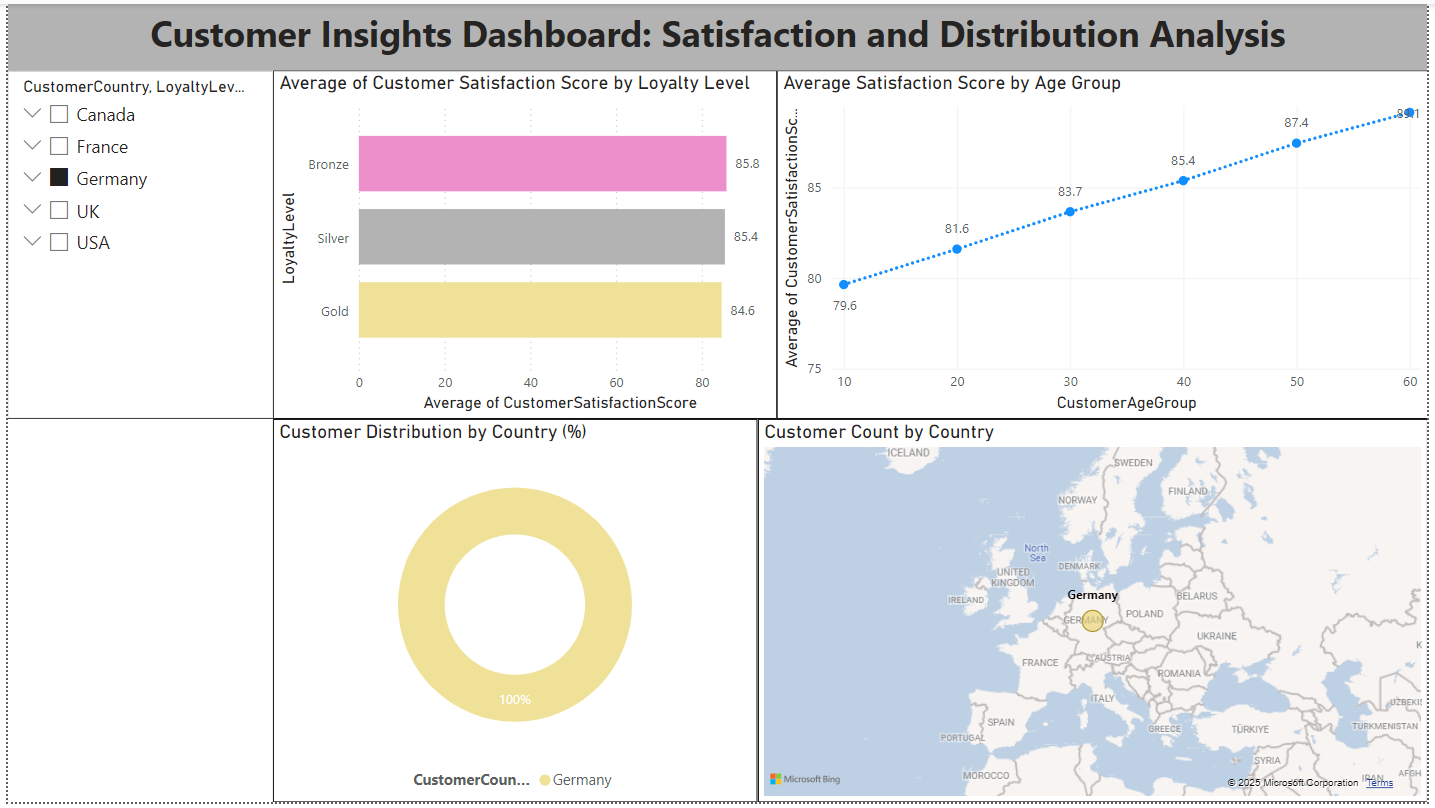 Customer Insights Dashboard: Satisfaction and Distribution Analysis
CustomerCountry, LoyaltyLev...
Canada
France
Germany
UK
USA
Average of Customer Satisfaction Score by Loyalty Level
LoyaltyLevel
Bronze
85.8
Silver
85.4
Gold
84.6
0 20 40 60 80
Average of CustomerSatisfactionScore
Average Satisfaction Score by Age Group
Average of CustomerSatisfactionSc...
85
80
75
79.6
81.6
83.7
85.4
87.4
89.1
10 20 30 40 50 60
CustomerAgeGroup
Customer Distribution by Country (%)
100%
CustomerCoun... Germany
Customer Count by Country
ICELAND
SWEDEN
FINLAND
NORWAY
North
Sea
DENMARK
UNITED
KINGDOM
IRELAND
Germany
GERMANY
POLAND
BELARUS
UKRAINE
FRANCE
AUSTRIA
ROMANIA
ITALY
SPAIN
PORTUGAL
GREECE
TÜRKIYE
UZBEKIS
TURKMENISTAN
K
SYRIA
MOROCCO
IRAN
AFGH
Microsoft Bing
© 2025 Microsoft Corporation Terms